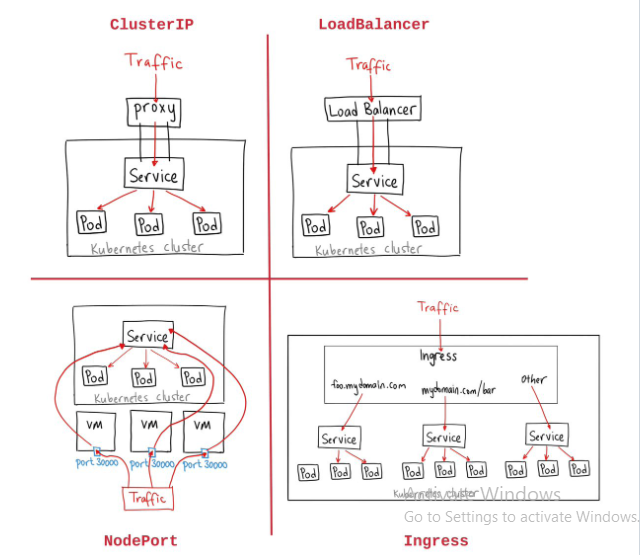 ClusterIP
Traffic
proxy
Service
Pod Pod Pod
Kubernetes cluster
LoadBalancer
Traffic
Load Balancer
Service
Pod Pod Pod
Kubernetes cluster
Service
Pod Pod Pod
Kubernetes cluster
VM VM VM
port 30000 port 30000 port 30000
Traffic
NodePort
Traffic
Ingress
foo.mydomain.com mydomain.com/bar Other
Service Service Service
Pod Pod Pod Pod Pod Pod Pod Pod Pod
Kubernetes cluster
Ingress
Activate Windows
Go to Settings to activate Windows.